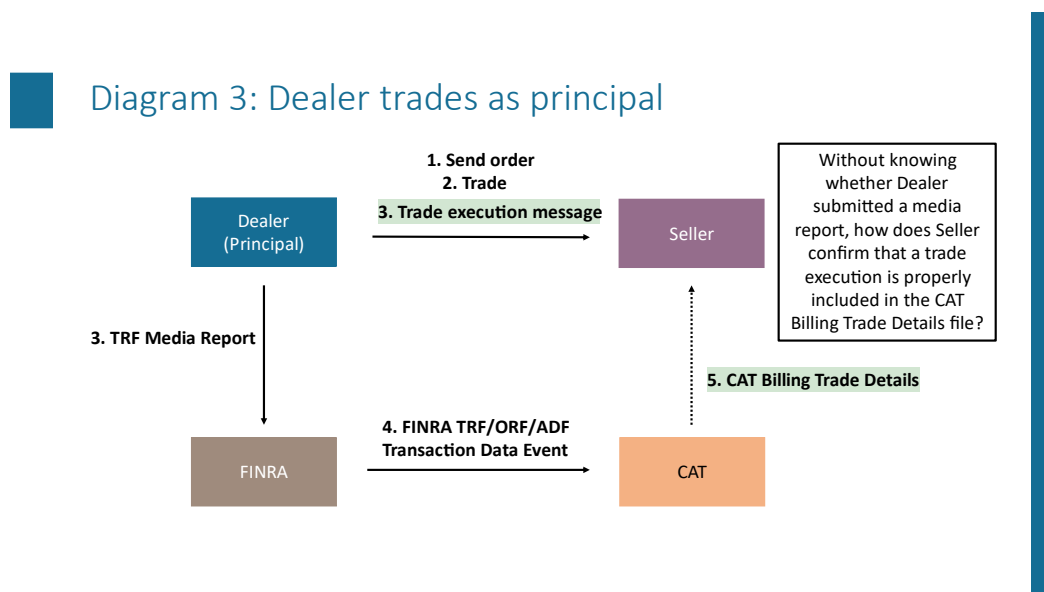 Diagram 3: Dealer trades as principal
1. Send order
2. Trade
3. Trade execution message
Dealer
(Principal)
Seller
Without knowing
whether Dealer
submitted a media
report, how does Seller
confirm that a trade
execution is properly
included in the CAT
Billing Trade Details file?
3. TRF Media Report
5. CAT Billing Trade Details
4. FINRA TRF/ORF/ADF
Transaction Data Event
FINRA
CAT